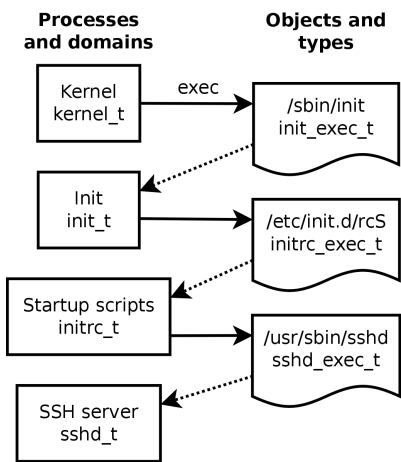 Processes
and domains
Objects and
types
Kernel
kernel_t
exec
/sbin/init
init_exec_t
Init
init_t
/etc/init.d/rcS
initrc_exec_t
Startup scripts
initrc_t
/usr/sbin/sshd
sshd_exec_t
SSH server
sshd_t